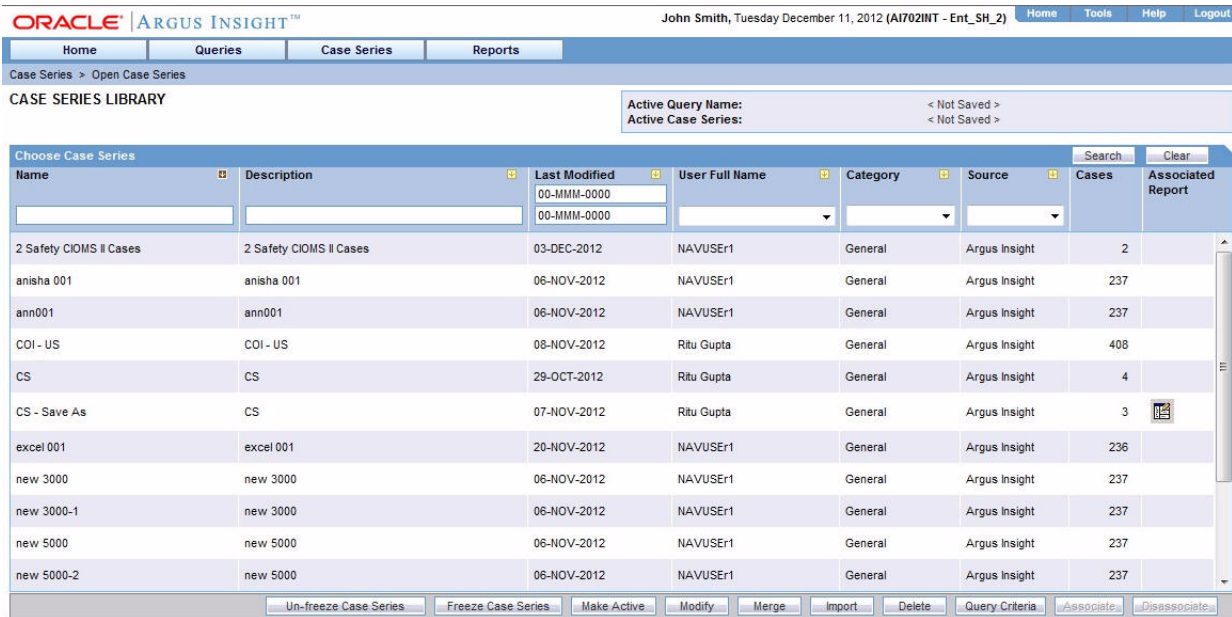 ORACLE® ARGUS INSIGHT™ John Smith, Tuesday December 11, 2012 (AI702INT - Ent_SH_2) Home Tools Help Logout
Home Queries Case Series Reports
Case Series > Open Case Series
CASE SERIES LIBRARY
Active Query Name: < Not Saved >
Active Case Series: < Not Saved >
Choose Case Series Search Clear
Name Description Last Modified User Full Name Category Source Cases Associated Report
00-MMM-0000
00-MMM-0000
2 Safety CIOMS II Cases 2 Safety CIOMS II Cases 03-DEC-2012 NAVUSEr1 General Argus Insight 2
anisha 001 anisha 001 06-NOV-2012 NAVUSEr1 General Argus Insight 237
ann001 ann001 06-NOV-2012 NAVUSEr1 General Argus Insight 237
COI - US COI - US 08-NOV-2012 Ritu Gupta General Argus Insight 408
CS CS 29-OCT-2012 Ritu Gupta General Argus Insight 4
CS - Save As CS 07-NOV-2012 Ritu Gupta General Argus Insight 3
excel 001 excel 001 20-NOV-2012 NAVUSEr1 General Argus Insight 236
new 3000 new 3000 06-NOV-2012 NAVUSEr1 General Argus Insight 237
new 3000-1 new 3000 06-NOV-2012 NAVUSEr1 General Argus Insight 237
new 5000 new 5000 06-NOV-2012 NAVUSEr1 General Argus Insight 237
new 5000-2 new 5000 06-NOV-2012 NAVUSEr1 General Argus Insight 237
Un-freeze Case Series Freeze Case Series Make Active Modify Merge Import Delete Query Criteria Associate Disassociate